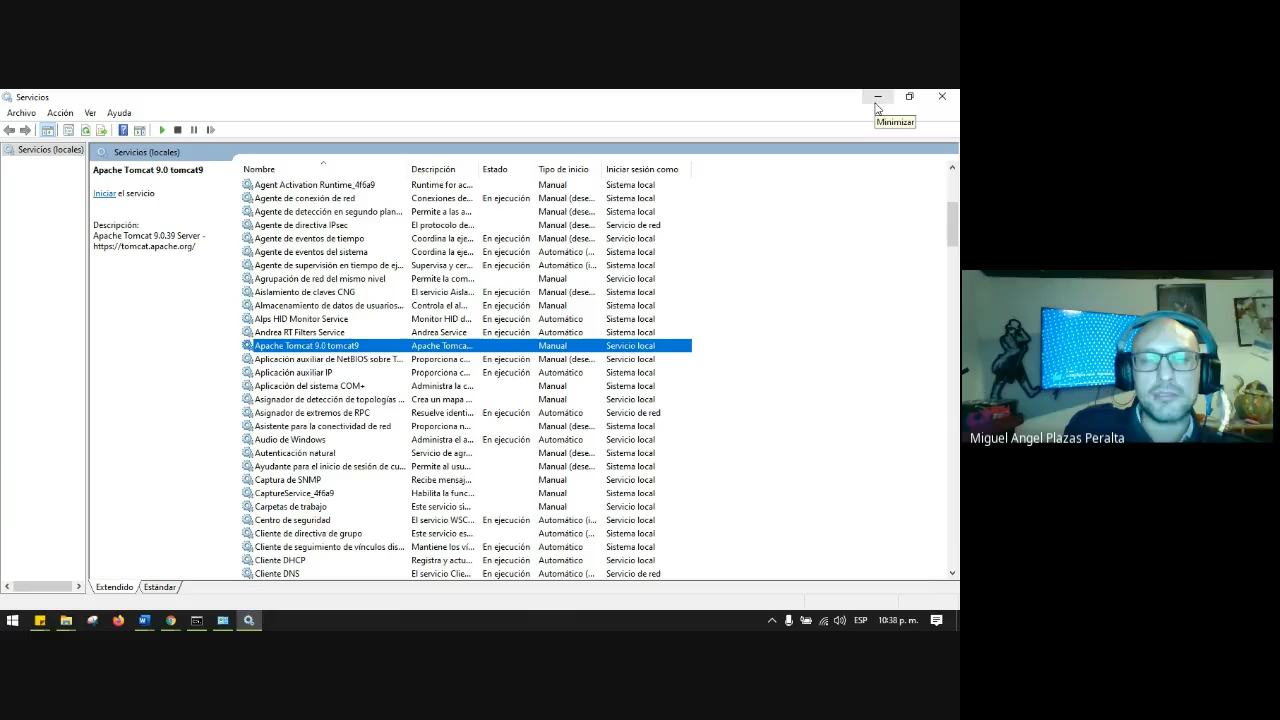 Servicios
Minimizar
Archivo Acción Ver Ayuda
Servicios (locales)
Servicios (locales)
Apache Tomcat 9.0 tomcat9
Iniciar el servicio
Descripción:
Apache Tomcat 9.0.39 Server -
https://tomcat.apache.org/
Nombre Descripción Estado Tipo de inicio Iniciar sesión como
Agent Activation Runtime_4f6a9 Runtime for ac... Manual Sistema local
Agente de conexión de red Conexiones de... En ejecución Manual (dese... Sistema local
Agente de detección en segundo plan... Permite a las a... Manual (dese... Sistema local
Agente de directiva IPsec El protocolo de... Manual (dese... Servicio de red
Agente de eventos de tiempo Coordina la eje... En ejecución Manual (dese... Servicio local
Agente de eventos del sistema Coordina la eje... En ejecución Automático (... Sistema local
Agente de supervisión en tiempo de ej... Supervisa y cer... En ejecución Automático (i... Sistema local
Agrupación de red del mismo nivel Permite la com... Manual Servicio local
Aislamiento de claves CNG El servicio Aisla... En ejecución Manual (dese... Sistema local
Almacenamiento de datos de usuarios... Controla el al... En ejecución Manual Sistema local
Alps HID Monitor Service Monitor HID d... En ejecución Automático Sistema local
Andrea RT Filters Service Andrea Service En ejecución Automático Sistema local
Apache Tomcat 9.0 tomcat9 Apache Tomca... Manual Servicio local
Aplicación auxiliar de NetBIOS sobre T... Proporciona c... En ejecución Manual (dese... Servicio local
Aplicación auxiliar IP Proporciona c... En ejecución Automático Sistema local
Aplicación del sistema COM+ Administra la c... Manual Sistema local
Asignador de detección de topologías ... Crea un mapa ... Manual Servicio local
Asignador de extremos de RPC Resuelve identi... En ejecución Automático Servicio de red
Asistente para la conectividad de red Proporciona n... Manual (dese... Sistema local
Audio de Windows Administra el a... En ejecución Automático Servicio local
Autenticación natural Servicio de agr... Manual (dese... Sistema local
Ayudante para el inicio de sesión de cu... Permite al usu... Manual (dese... Sistema local
Captura de SNMP Recibe mensaj... Manual Servicio local
CaptureService_4f6a9 Habilita la func... Manual Sistema local
Carpetas de trabajo Este servicio si... Manual Servicio local
Centro de seguridad El servicio WSC... En ejecución Automático (i... Servicio local
Cliente de directiva de grupo Este servicio es... Automático (... Sistema local
Cliente de seguimiento de vínculos dis... Mantiene los ví... En ejecución Automático Sistema local
Cliente DHCP Registra y actu... En ejecución Automático Servicio local
Cliente DNS El servicio Clie... En ejecución Automático (... Servicio de red
Extendido Estándar
ESP 10:38 p. m.
Miguel Angel Plazas Peralta